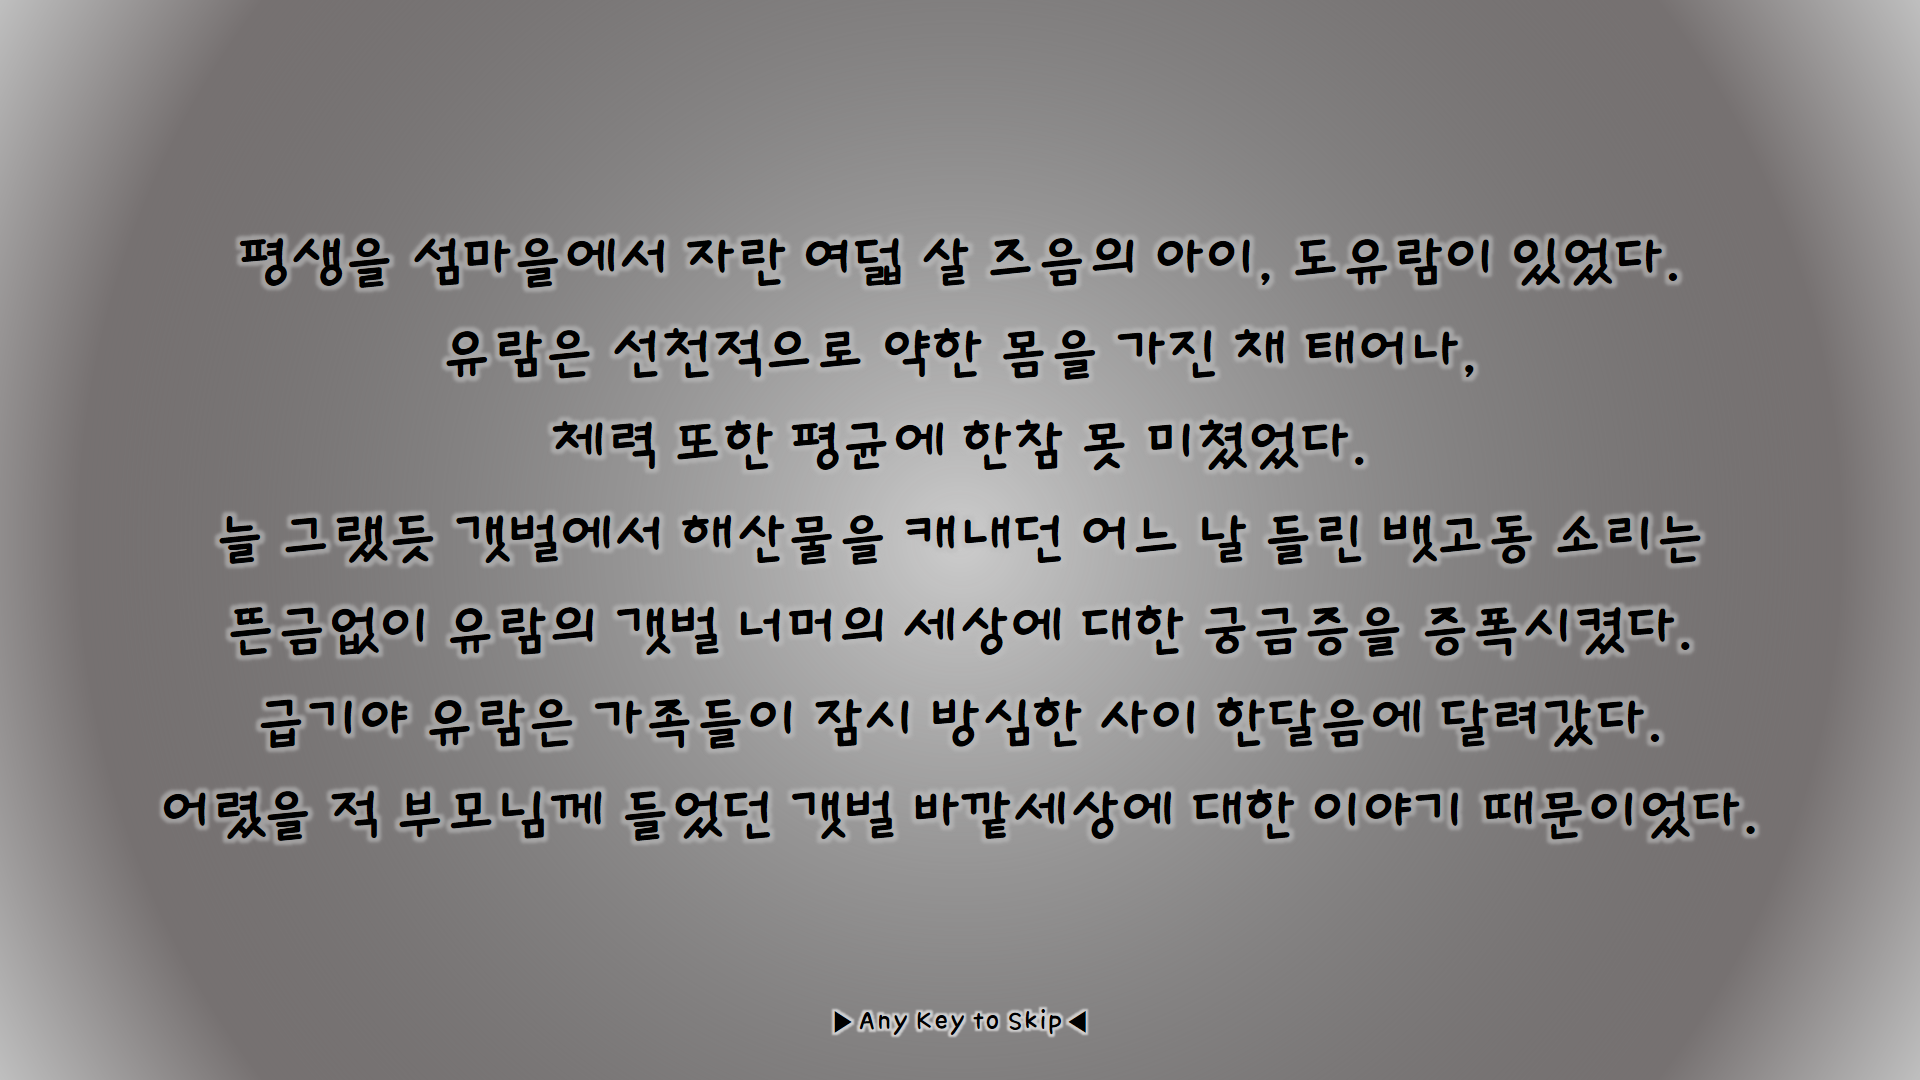 평생을 섬마을에서 자란 여덟 살 즈음의 아이, 도유람이 있었다.
유람은 선천적으로 약한 몸을 가진 채 태어나,
체력 또한 평균에 한참 못 미쳤었다.
늘 그랬듯 갯벌에서 해산물을 캐내던 어느 날 들린 뱃고동 소리는
뜬금없이 유람의 갯벌 너머의 세상에 대한 궁금증을 증폭시켰다.
급기야 유람은 가족들이 잠시 방심한 사이 한달음에 달려갔다.
어렸을 적 부모님께 들었던 갯벌 바깥세상에 대한 이야기 때문이었다.
▶Any Key to Skip◀